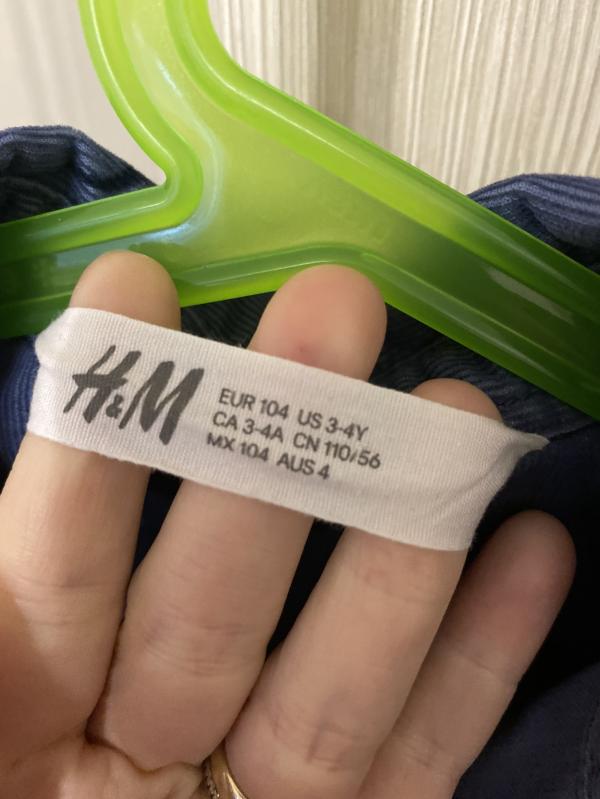 H&M
EUR 104 US 3-4Y
CA 3-4A CN 110/56
MX 104 AUS 4